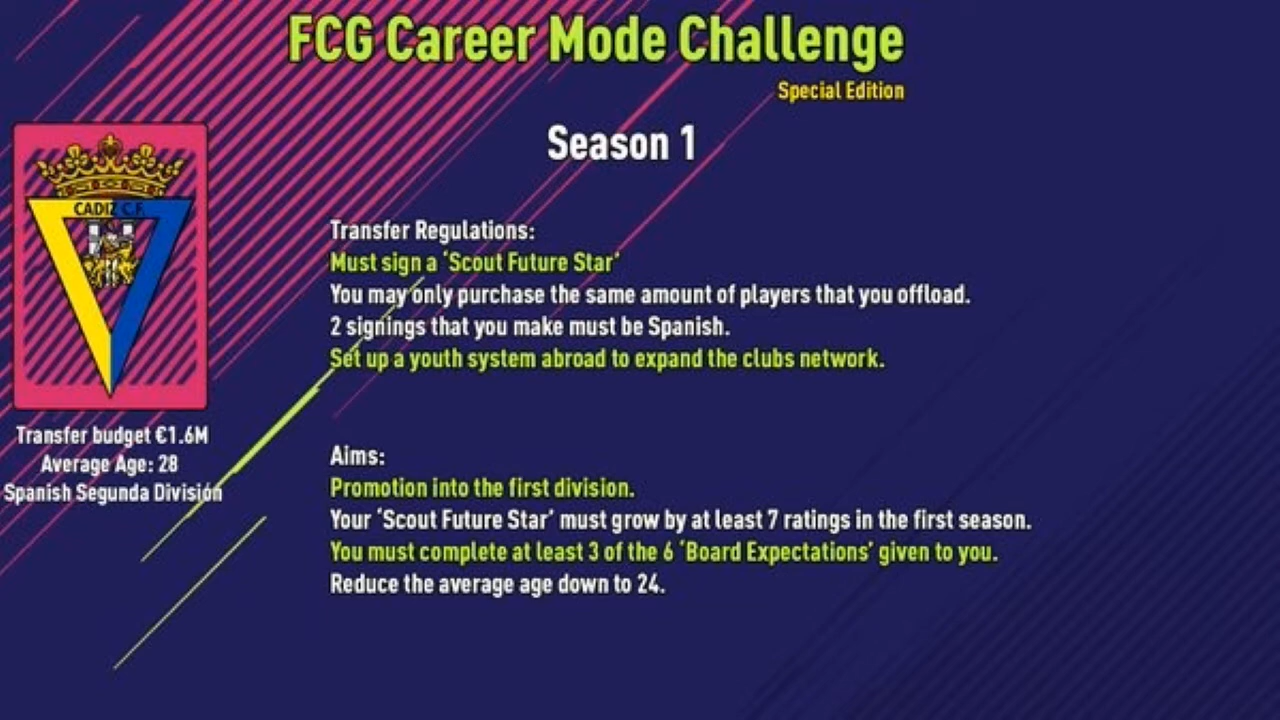 FCG Career Mode Challenge
Special Edition
Season 1
CADIZ C.F.
Transfer budget €1.6M
Average Age: 28
Spanish Segunda División
Transfer Regulations:
Must sign a ‘Scout Future Star’
You may only purchase the same amount of players that you offload.
2 signings that you make must be Spanish.
Set up a youth system abroad to expand the clubs network.
Aims:
Promotion into the first division.
Your ‘Scout Future Star’ must grow by at least 7 ratings in the first season.
You must complete at least 3 of the 6 ‘Board Expectations’ given to you.
Reduce the average age down to 24.